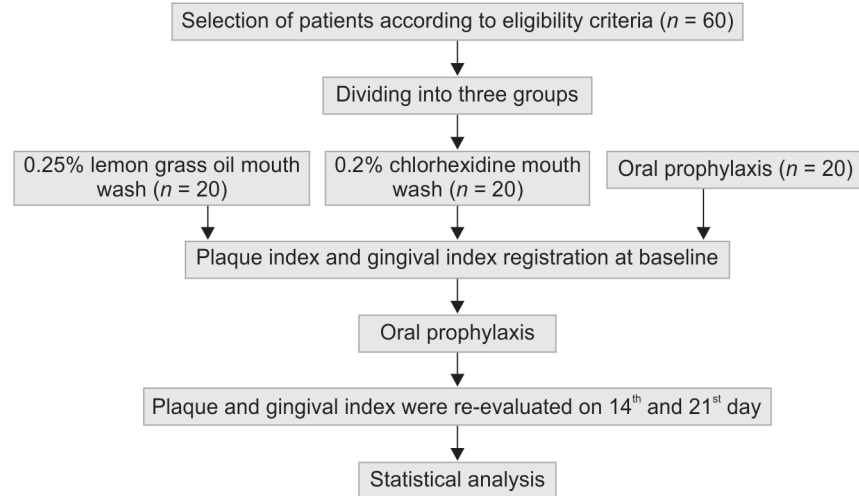 Selection of patients according to eligibility criteria (n = 60)
Dividing into three groups
0.25% lemon grass oil mouth
wash (n = 20)
0.2% chlorhexidine mouth
wash (n = 20)
Oral prophylaxis (n = 20)
Plaque index and gingival index registration at baseline
Oral prophylaxis
Plaque and gingival index were re-evaluated on 14th and 21st day
Statistical analysis